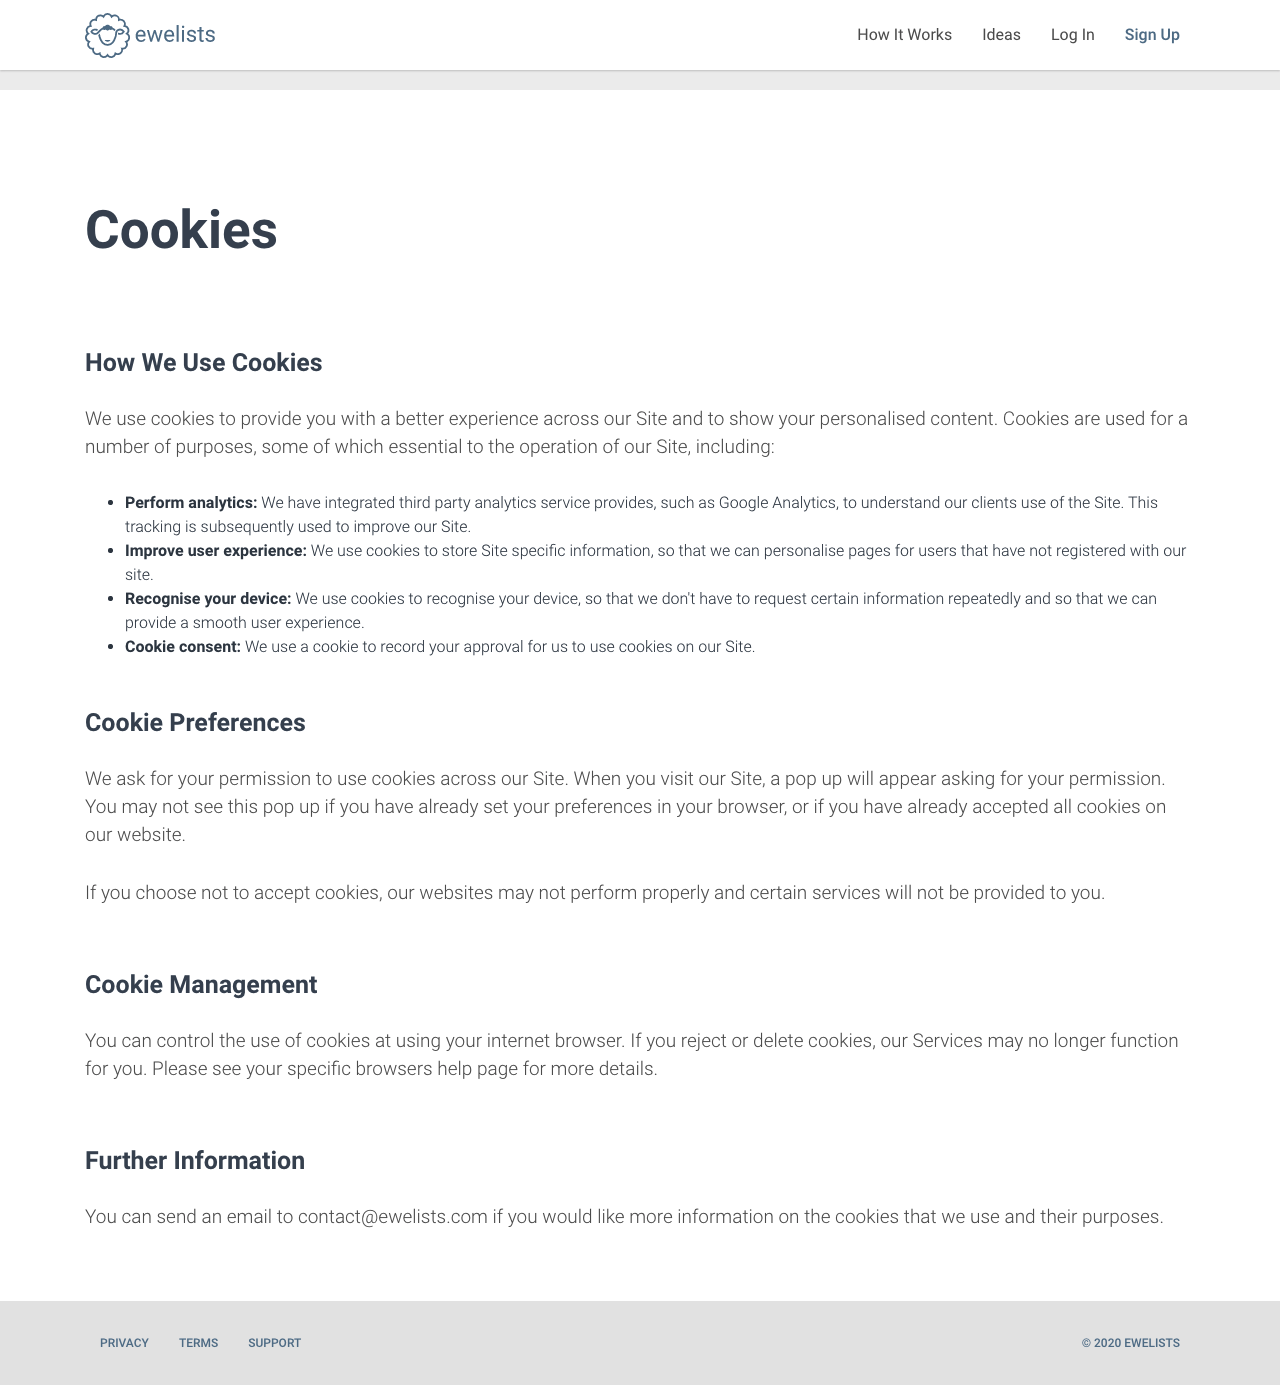 ewelists
How It Works
Ideas
Log In
Sign Up
Cookies
How We Use Cookies
We use cookies to provide you with a better experience across our Site and to show your personalised content. Cookies are used for a
number of purposes, some of which essential to the operation of our Site, including:
Perform analytics: We have integrated third party analytics service provides, such as Google Analytics, to understand our clients use of the Site. This
tracking is subsequently used to improve our Site.
Improve user experience: We use cookies to store Site specific information, so that we can personalise pages for users that have not registered with our
site.
Recognise your device: We use cookies to recognise your device, so that we don't have to request certain information repeatedly and so that we can
provide a smooth user experience.
Cookie consent: We use a cookie to record your approval for us to use cookies on our Site.
Cookie Preferences
We ask for your permission to use cookies across our Site. When you visit our Site, a pop up will appear asking for your permission.
You may not see this pop up if you have already set your preferences in your browser, or if you have already accepted all cookies on
our website.
If you choose not to accept cookies, our websites may not perform properly and certain services will not be provided to you.
Cookie Management
You can control the use of cookies at using your internet browser. If you reject or delete cookies, our Services may no longer function
for you. Please see your specific browsers help page for more details.
Further Information
You can send an email to contact@ewelists.com if you would like more information on the cookies that we use and their purposes.
PRIVACY
TERMS
SUPPORT
© 2020 EWELISTS